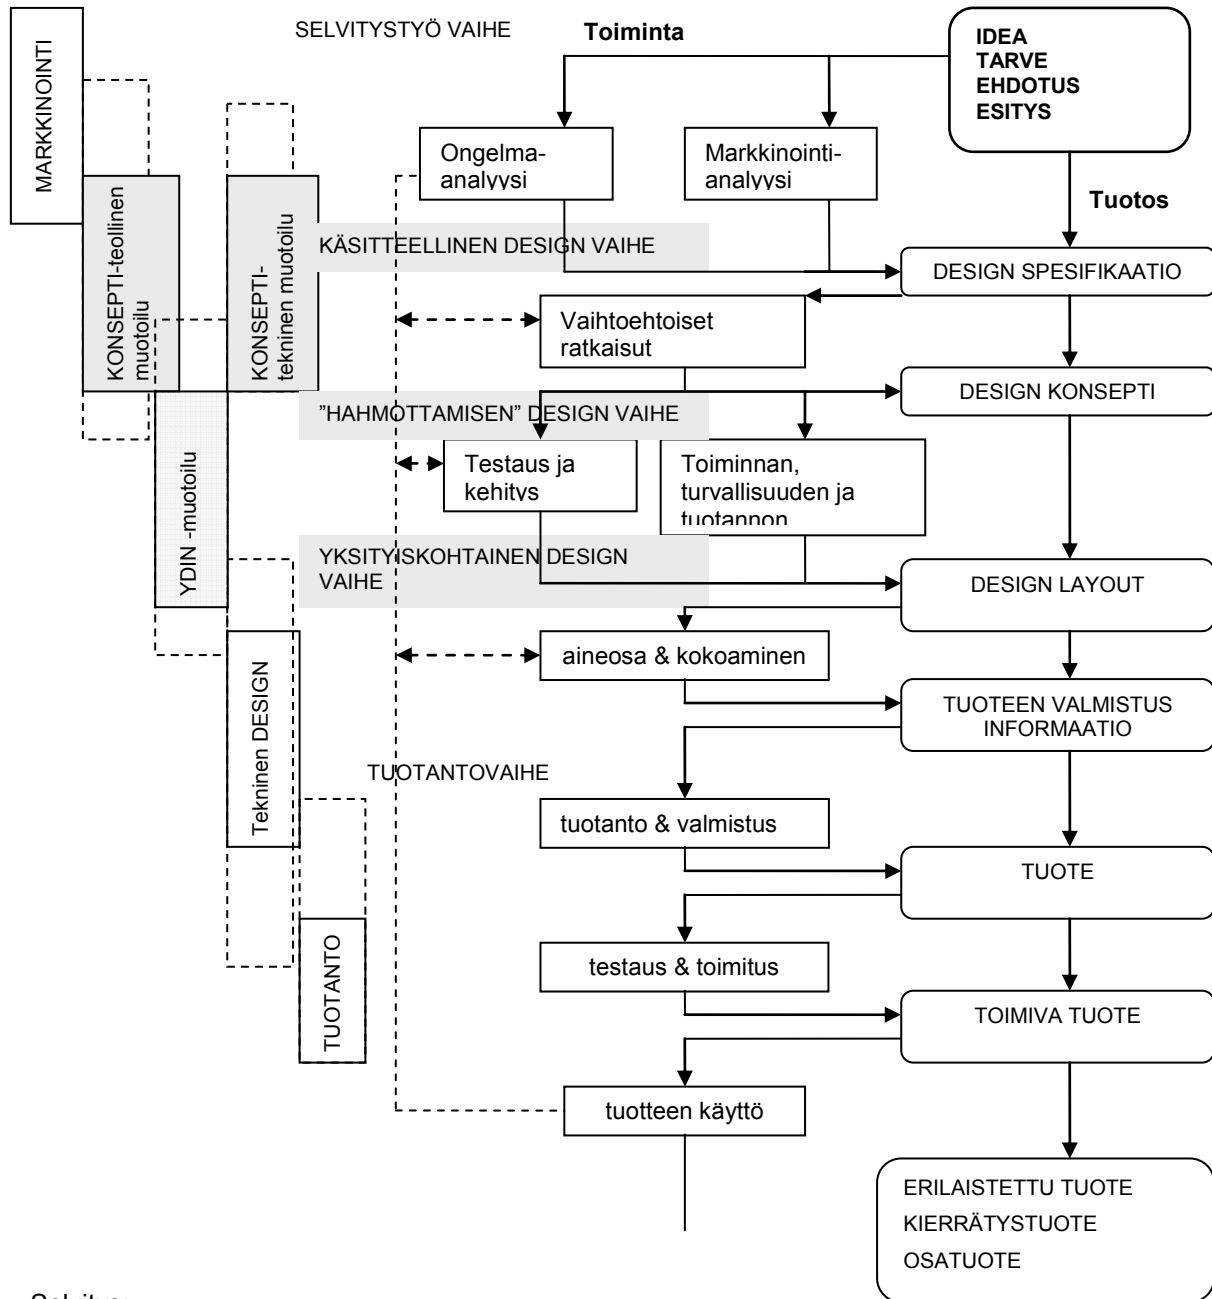 SELVITYSTYÖ VAIHE
Toiminta
IDEA
TARVE
EHDOTUS
ESITYS
MARKKINOINTI
Ongelma-
analyysi
Markkinointi-
analyysi
Tuotos
KONSEPTI-teollinen
muotoilu
KONSEPTI-
tekninen muotoilu
KÄSITTEELLINEN DESIGN VAIHE
DESIGN SPESIFIKAATIO
Vaihtoehtoiset
ratkaisut
DESIGN KONSEPTI
"HAHMOTTAMISEN" DESIGN VAIHE
YDIN -muotoilu
Testaus ja
kehitys
Toiminnan,
turvallisuuden ja
tuotannon
YKSITYISKOHTAINEN DESIGN
VAIHE
DESIGN LAYOUT
aineosa & kokoaminen
Tekninen DESIGN
TUOTEEN VALMISTUS
INFORMAATIO
TUOTANTOVAIHE
tuotanto & valmistus
TUOTE
TUOTANTO
testaus & toimitus
TOIMIVA TUOTE
tuotteen käyttö
ERILAISTETTU TUOTE
KIERRÄTYSTUOTE
OSATUOTE